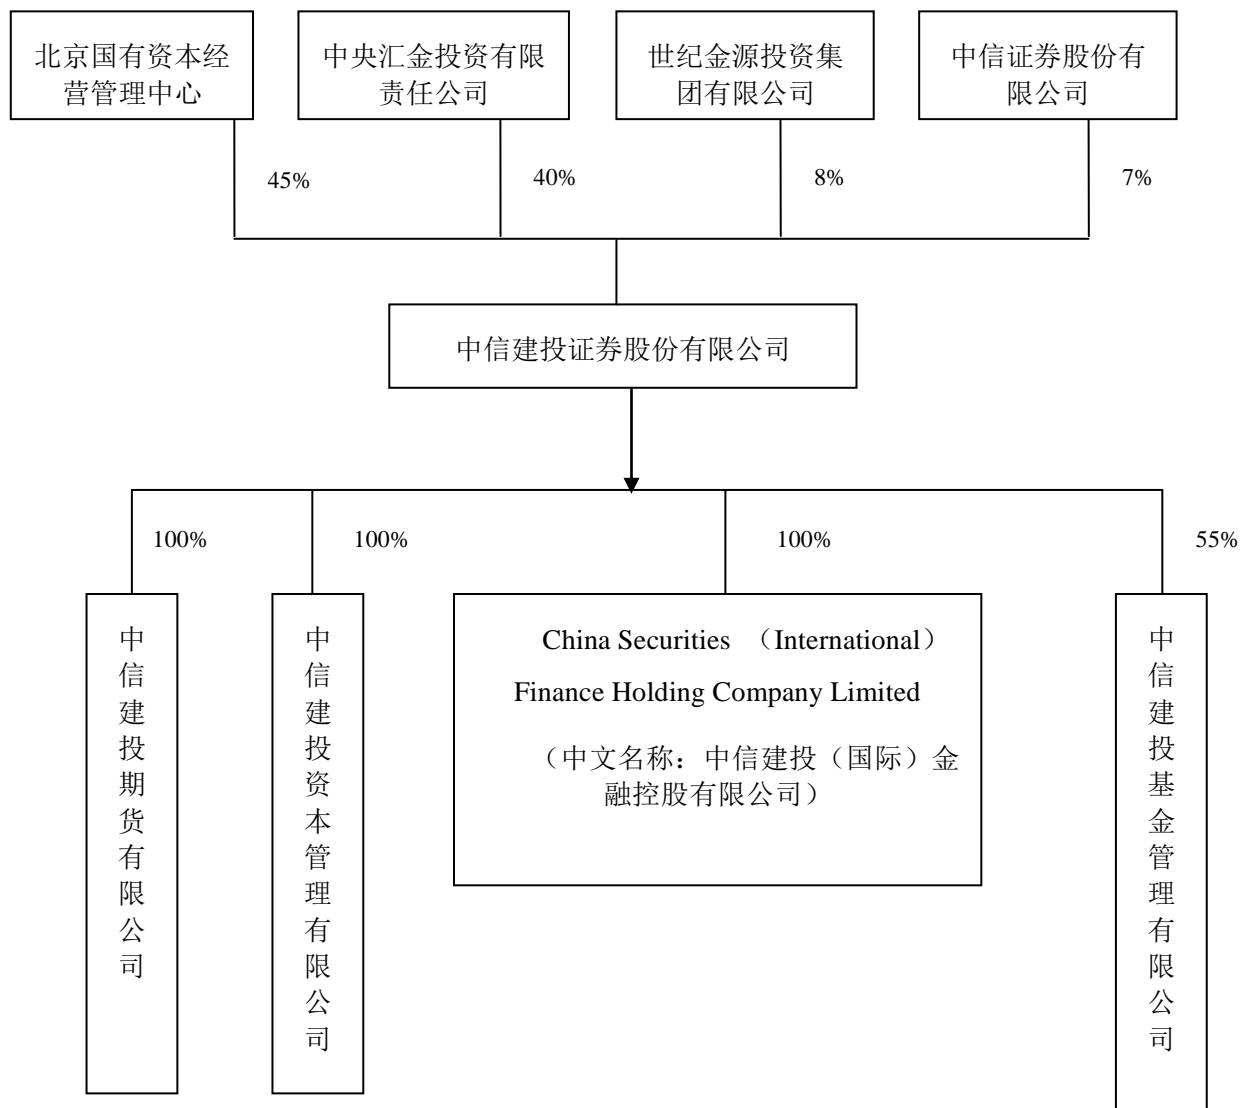 北京国有资本经
营管理中心
中央汇金投资有限
责任公司
世纪金源投资集
团有限公司
中信证券股份有
限公司
45%
40%
8%
7%
中信建投证券股份有限公司
100%
100%
100%
55%
中信建投期货有限公司
中信建投资本管理有限公司
China Securities （International）
Finance Holding Company Limited
（中文名称：中信建投（国际）金
融控股有限公司）
中信建投基金管理有限公司